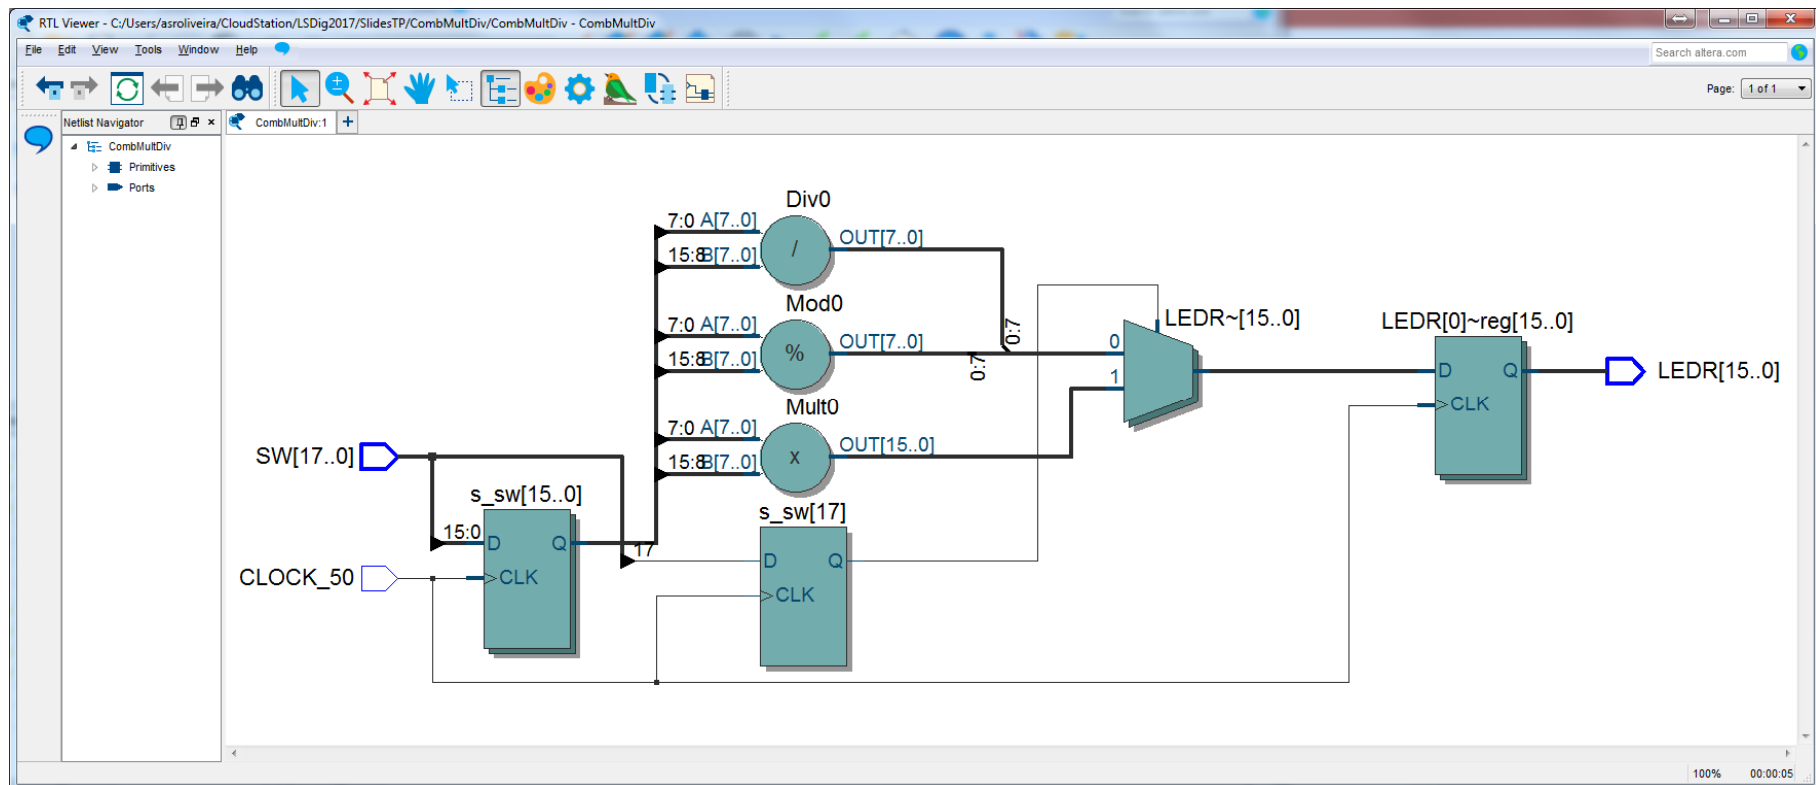 RTL Viewer - C:/Users/asroliveira/CloudStation/LSDig2017/SlidesTP/CombMultDiv/CombMultDiv - CombMultDiv
File Edit View Tools Window Help
Search altera.com
Page: 1 of 1
Netlist Navigator
CombMultDiv:1
CombMultDiv
Primitives
Ports
Div0
7:0 A[7..0]
OUT[7..0]
15:8 B[7..0]
/
Mod0
7:0 A[7..0]
OUT[7..0]
15:8 B[7..0]
%
0:7
0:7
Mult0
7:0 A[7..0]
OUT[15..0]
15:8 B[7..0]
x
LEDR~[15..0]
0
1
LEDR[0]~reg[15..0]
D Q
CLK
LEDR[15..0]
SW[17..0]
s_sw[15..0]
15:0 D Q
CLK
17
s_sw[17]
D Q
CLK
CLOCK_50
100% 00:00:05